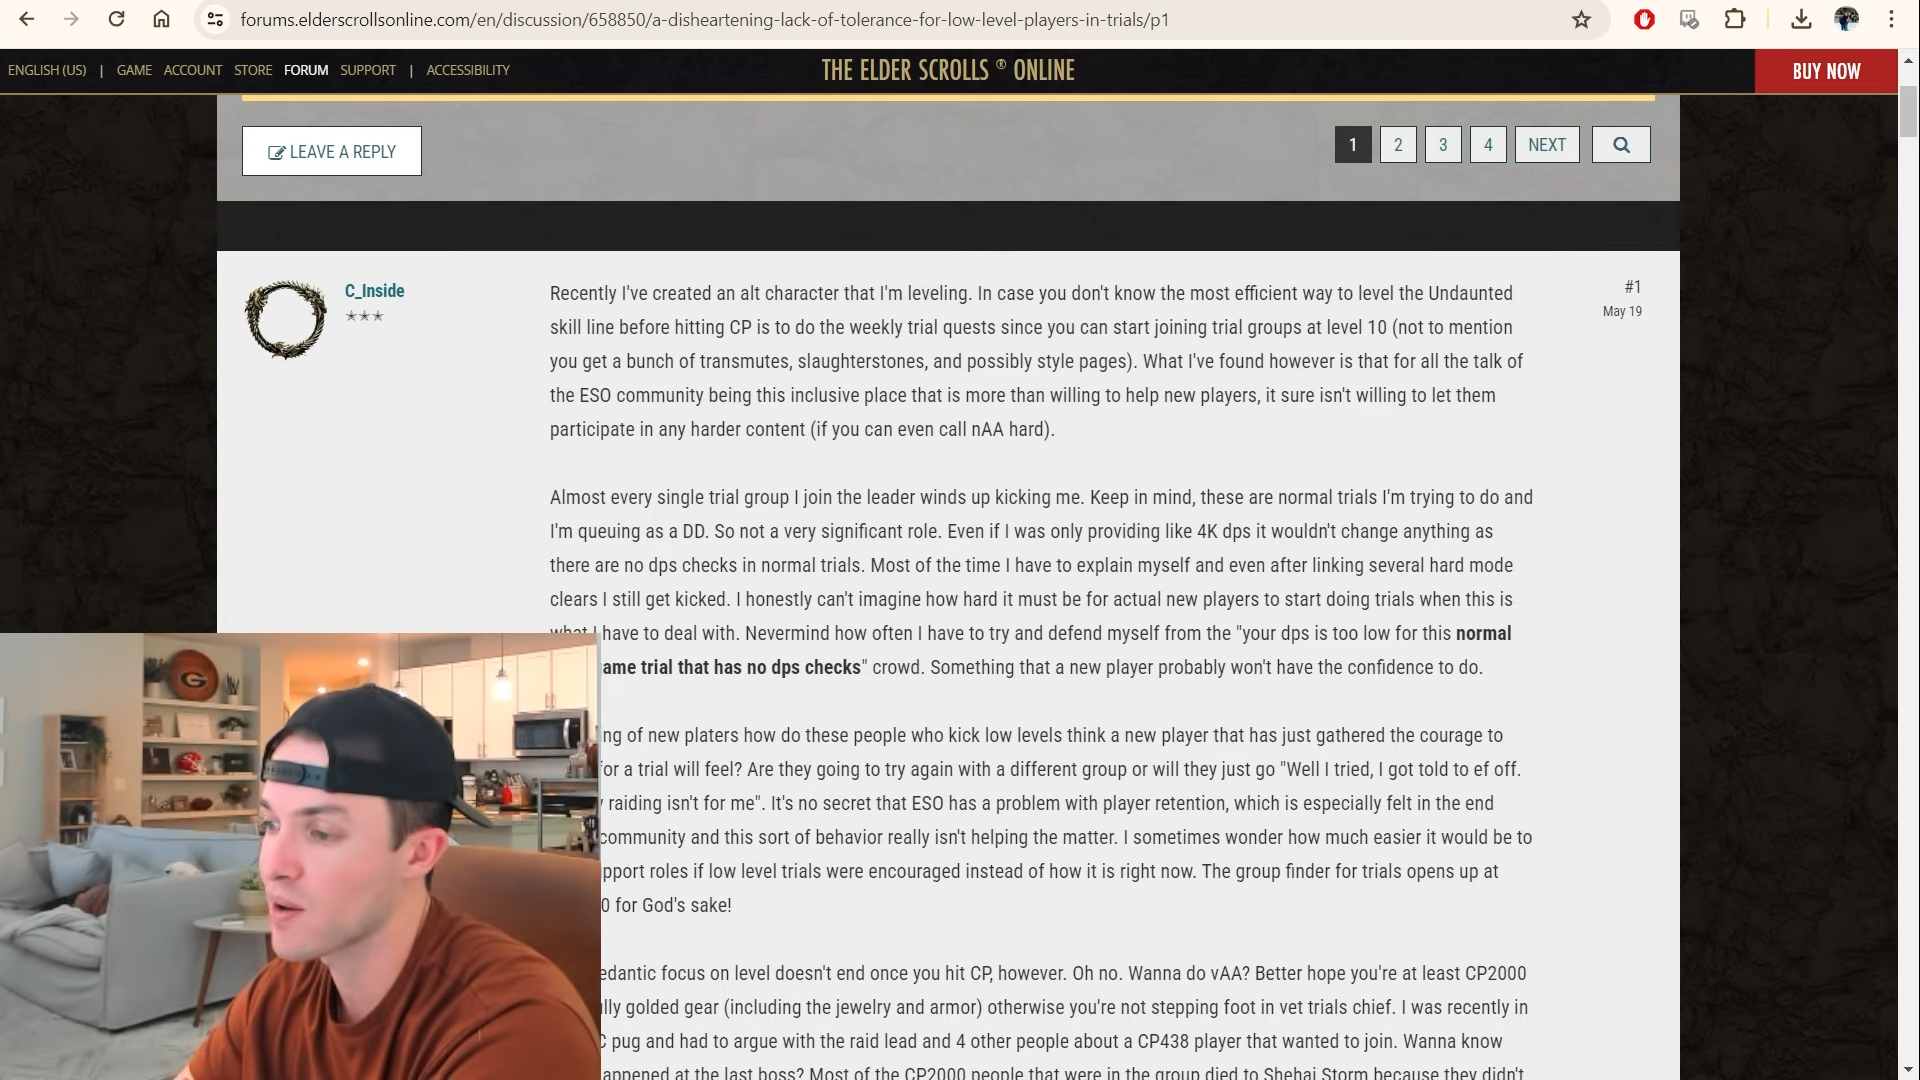 forums.elderscrollsonline.com/en/discussion/658850/a-disheartening-lack-of-tolerance-for-low-level-players-in-trials/p1
ENGLISH (US) | GAME ACCOUNT STORE FORUM SUPPORT | ACCESSIBILITY
THE ELDER SCROLLS ® ONLINE
BUY NOW
LEAVE A REPLY
1 2 3 4 NEXT
C_Inside
#1
May 19
Recently I've created an alt character that I'm leveling. In case you don't know the most efficient way to level the Undaunted
skill line before hitting CP is to do the weekly trial quests since you can start joining trial groups at level 10 (not to mention
you get a bunch of transmutes, slaughterstones, and possibly style pages). What I've found however is that for all the talk of
the ESO community being this inclusive place that is more than willing to help new players, it sure isn't willing to let them
participate in any harder content (if you can even call nAA hard).
Almost every single trial group I join the leader winds up kicking me. Keep in mind, these are normal trials I'm trying to do and
I'm queuing as a DD. So not a very significant role. Even if I was only providing like 4K dps it wouldn't change anything as
there are no dps checks in normal trials. Most of the time I have to explain myself and even after linking several hard mode
clears I still get kicked. I honestly can't imagine how hard it must be for actual new players to start doing trials when this is
what I have to deal with. Nevermind how often I have to try and defend myself from the "your dps is too low for this normal
ame trial that has no dps checks" crowd. Something that a new player probably won't have the confidence to do.
ng of new platers how do these people who kick low levels think a new player that has just gathered the courage to
for a trial will feel? Are they going to try again with a different group or will they just go "Well I tried, I got told to ef off.
raiding isn't for me". It's no secret that ESO has a problem with player retention, which is especially felt in the end
community and this sort of behavior really isn't helping the matter. I sometimes wonder how much easier it would be to
pport roles if low level trials were encouraged instead of how it is right now. The group finder for trials opens up at
0 for God's sake!
edantic focus on level doesn't end once you hit CP, however. Oh no. Wanna do vAA? Better hope you're at least CP2000
lly golded gear (including the jewelry and armor) otherwise you're not stepping foot in vet trials chief. I was recently in
C pug and had to argue with the raid lead and 4 other people about a CP438 player that wanted to join. Wanna know
appened at the last boss? Most of the CP2000 people that were in the group died to Shehai Storm because they didn't
G